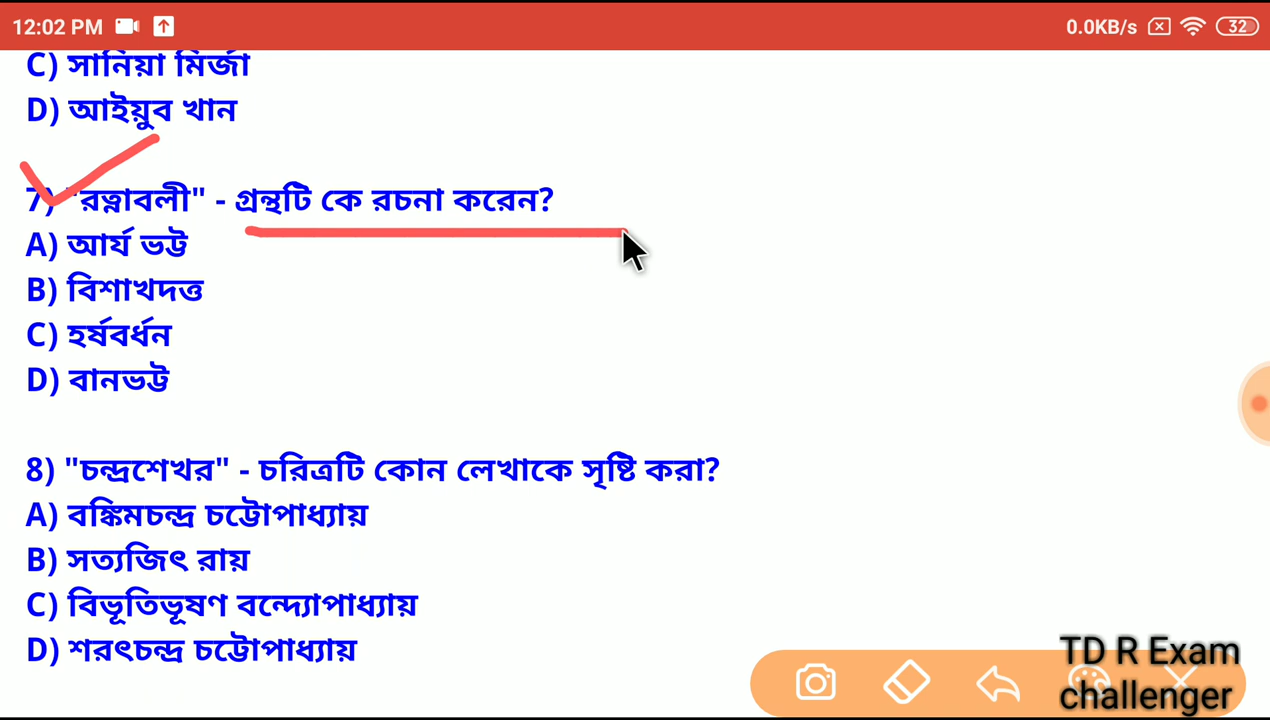 12:02 PM
0.0KB/s
32
C) সানিয়া মির্জা
D) আইয়ুব খান
7) "রত্নাবলী" - গ্রন্থটি কে রচনা করেন?
A) আর্য ভট্ট
B) বিশাখদত্ত
C) হর্ষবর্ধন
D) বানভট্ট
8) "চন্দ্রশেখর" - চরিত্রটি কোন লেখাকে সৃষ্টি করা?
A) বঙ্কিমচন্দ্র চট্টোপাধ্যায়
B) সত্যজিৎ রায়
C) বিভূতিভূষণ বন্দ্যোপাধ্যায়
D) শরৎচন্দ্র চট্টোপাধ্যায়
TD R Exam
challenger